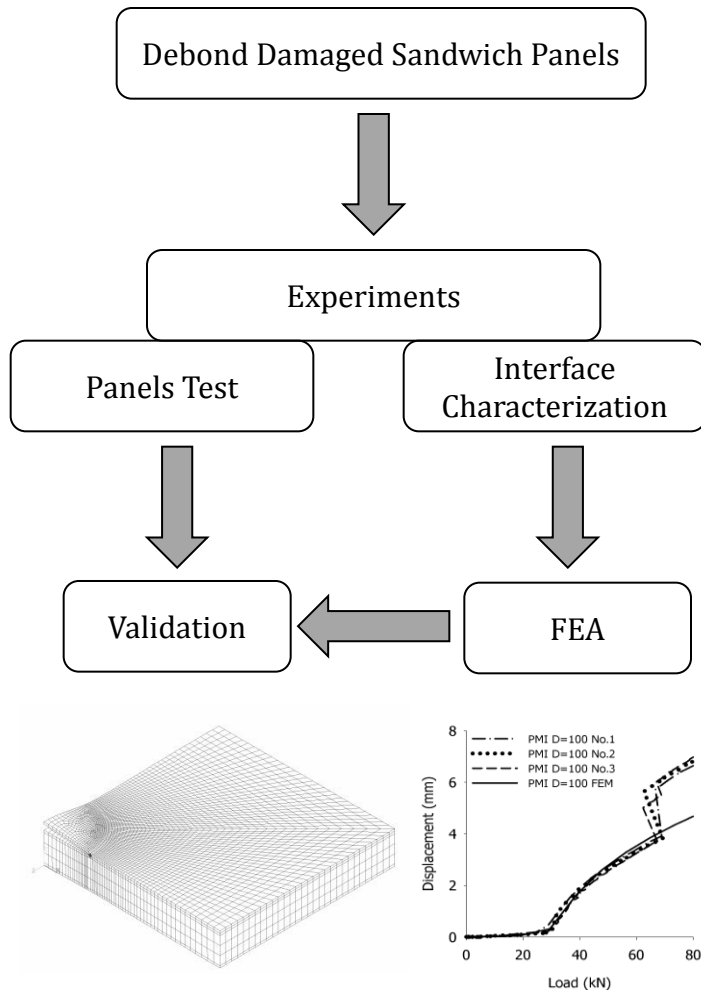 Debond Damaged Sandwich Panels
Experiments
Panels Test
Interface
Characterization
Validation
FEA
8
6
4
2
0
Displacement (mm)
PMI D=100 No.1
PMI D=100 No.2
PMI D=100 No.3
PMI D=100 FEM
0 20 40 60 80
Load (kN)